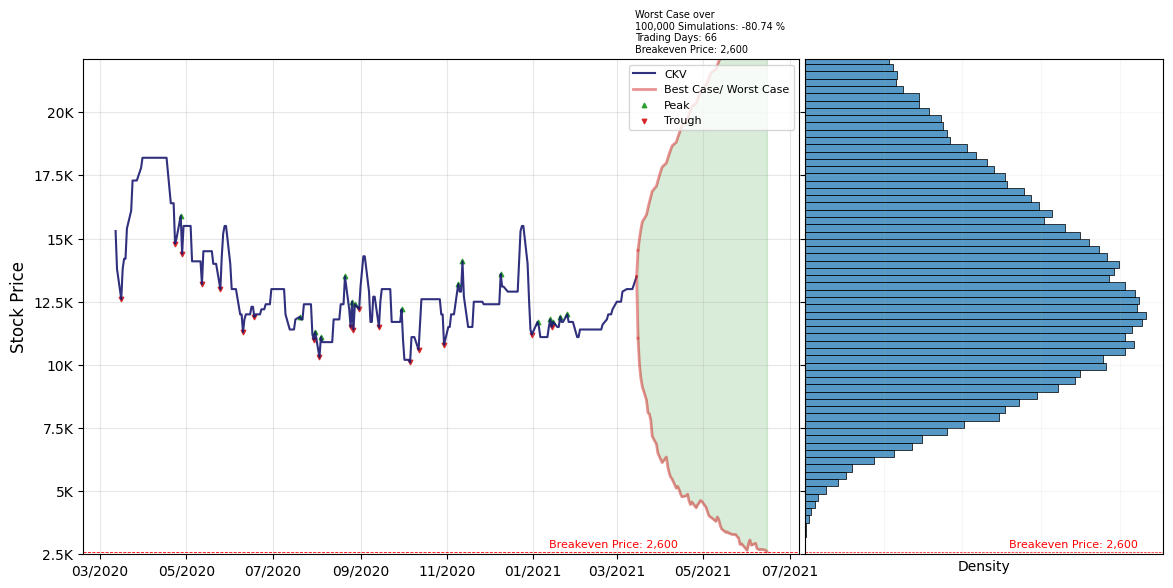 Worst Case over
100,000 Simulations: -80.74 %
Trading Days: 66
Breakeven Price: 2,600
CKV
Best Case/ Worst Case
Peak
Trough
Stock Price
20K
17.5K
15K
12.5K
10K
7.5K
5K
2.5K
Breakeven Price: 2,600
Breakeven Price: 2,600
03/2020
05/2020
07/2020
09/2020
11/2020
01/2021
03/2021
05/2021
07/2021
Density